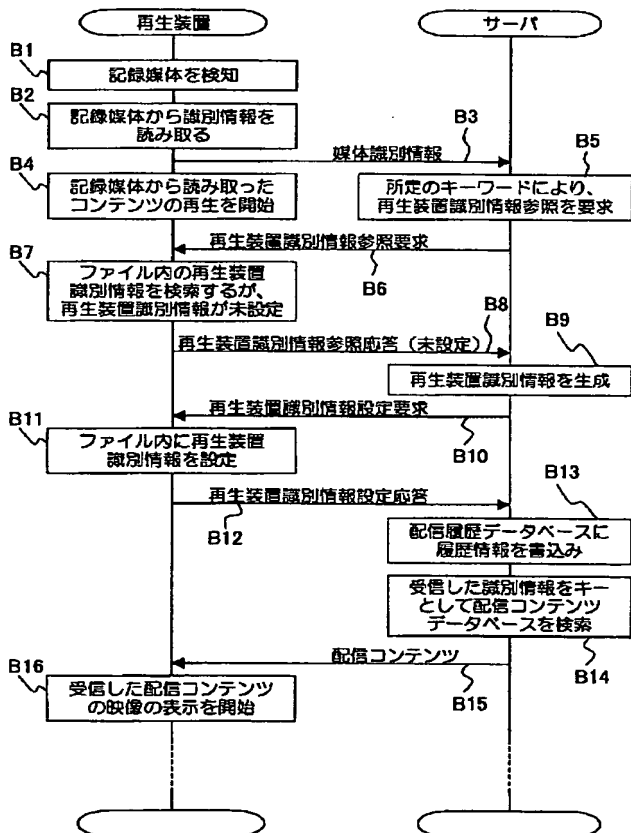 再生装置
サーバ
B1
記録媒体を検知
B2
記録媒体から識別情報を
読み取る
B3
媒体識別情報
B4
記録媒体から読み取った
コンテンツの再生を開始
B5
所定のキーワードにより、
再生装置識別情報参照を要求
再生装置識別情報参照要求
B6
B7
ファイル内の再生装置
識別情報を検索するが、
再生装置識別情報が未設定
B8
再生装置識別情報参照応答（未設定）
B9
再生装置識別情報を生成
再生装置識別情報設定要求
B10
B11
ファイル内に再生装置
識別情報を設定
再生装置識別情報設定応答
B12
B13
配信履歴データベースに
履歴情報を書込み
受信した識別情報をキー
として配信コンテンツ
データベースを検索
B14
配信コンテンツ
B15
B16
受信した配信コンテンツ
の映像の表示を開始